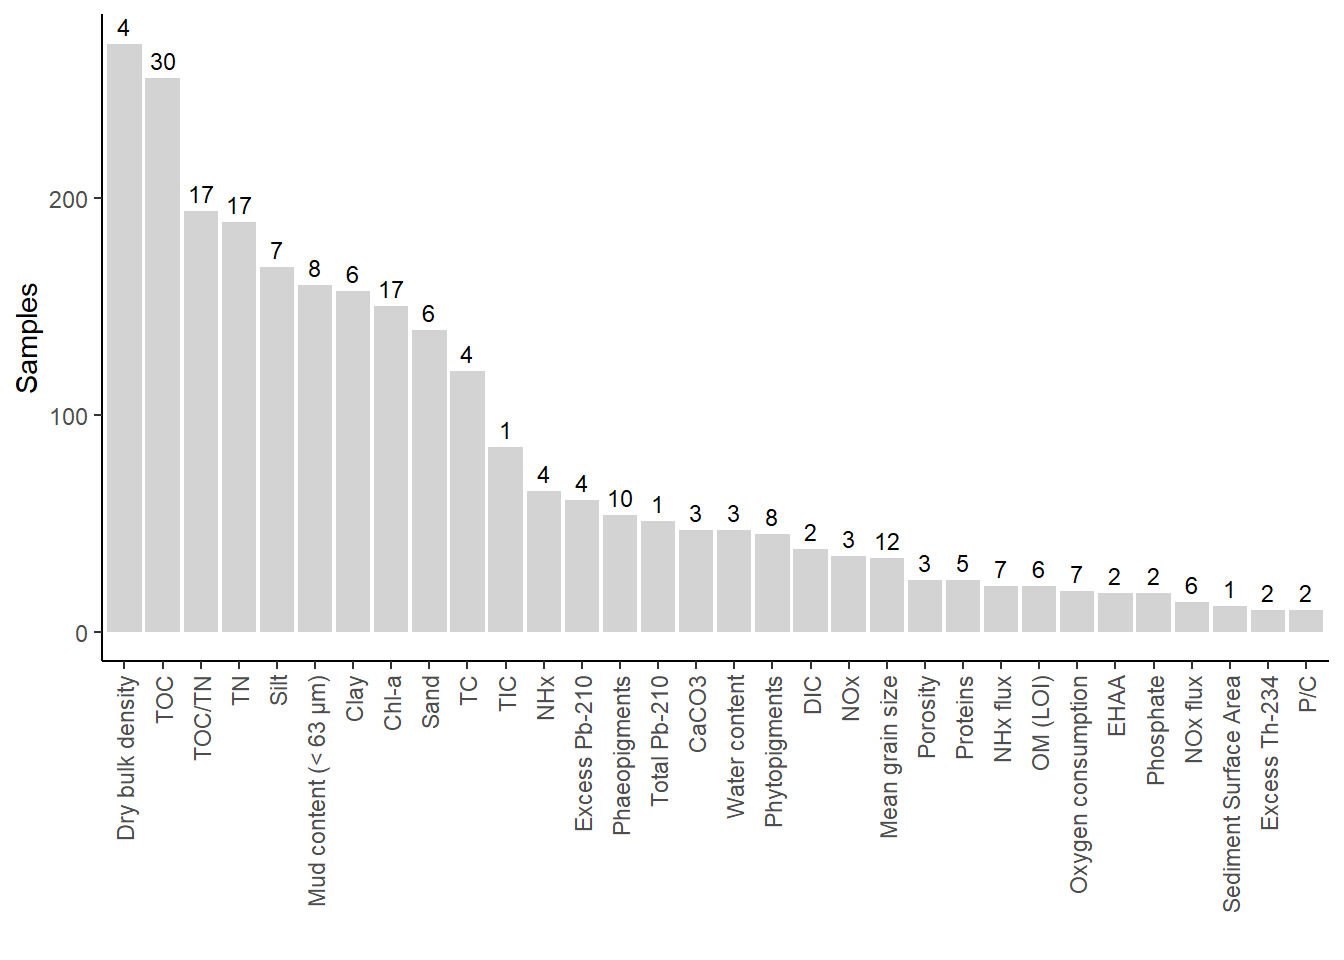 Samples
200
100
0
4
30
17
17
7
8
6
17
6
4
1
4
4
10
1
3
3
8
2
3
12
3
5
7
6
7
2
2
6
1
2
2
Dry bulk density
TOC
TOC/TN
TN
Silt
Mud content (< 63 µm)
Clay
Chl-a
Sand
TC
TIC
NHx
Excess Pb-210
Phaeopigments
Total Pb-210
CaCO3
Water content
Phytopigments
DIC
NOx
Mean grain size
Porosity
Proteins
NHx flux
OM (LOI)
Oxygen consumption
EHAA
Phosphate
NOx flux
Sediment Surface Area
Excess Th-234
P/C